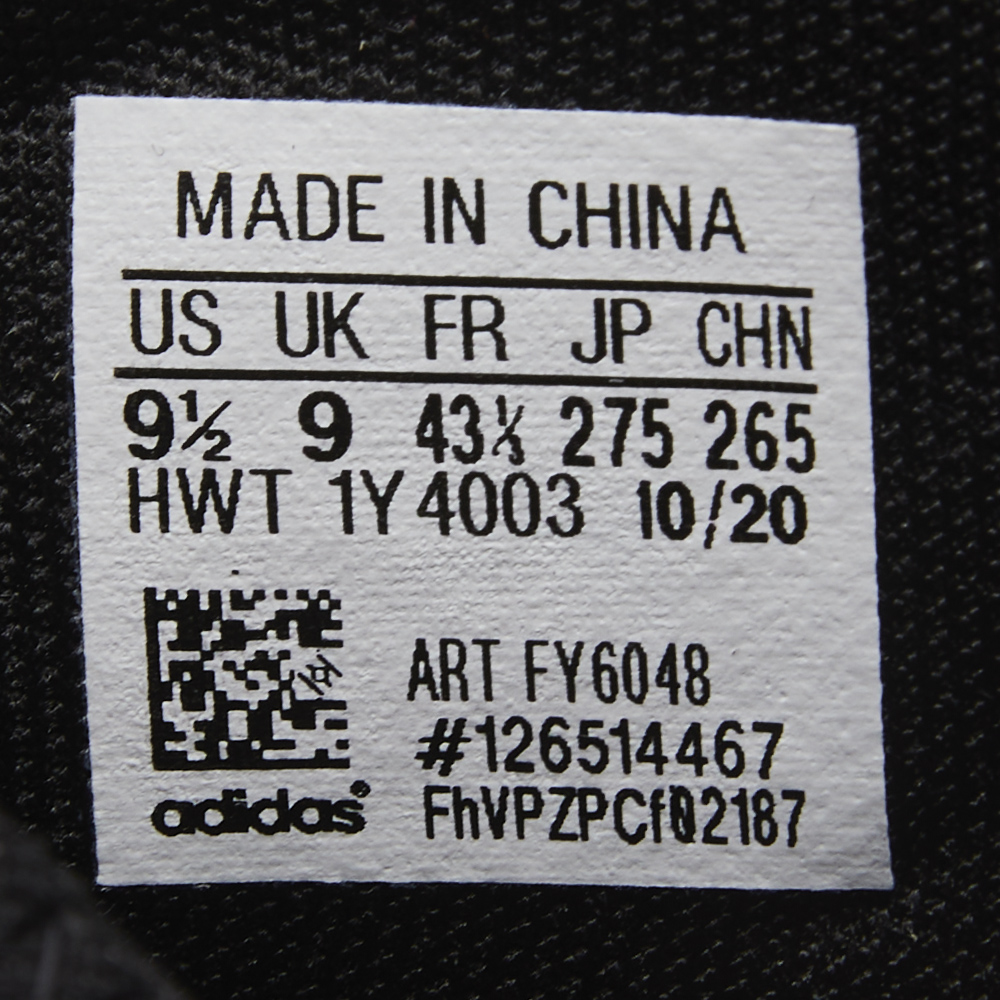 MADE IN CHINA
US UK FR JP CHN
9½ 9 43⅓ 275 265
HWT 1Y4003 10/20
ART FY6048
#126514467
FhVPZPCf02187
adidas®